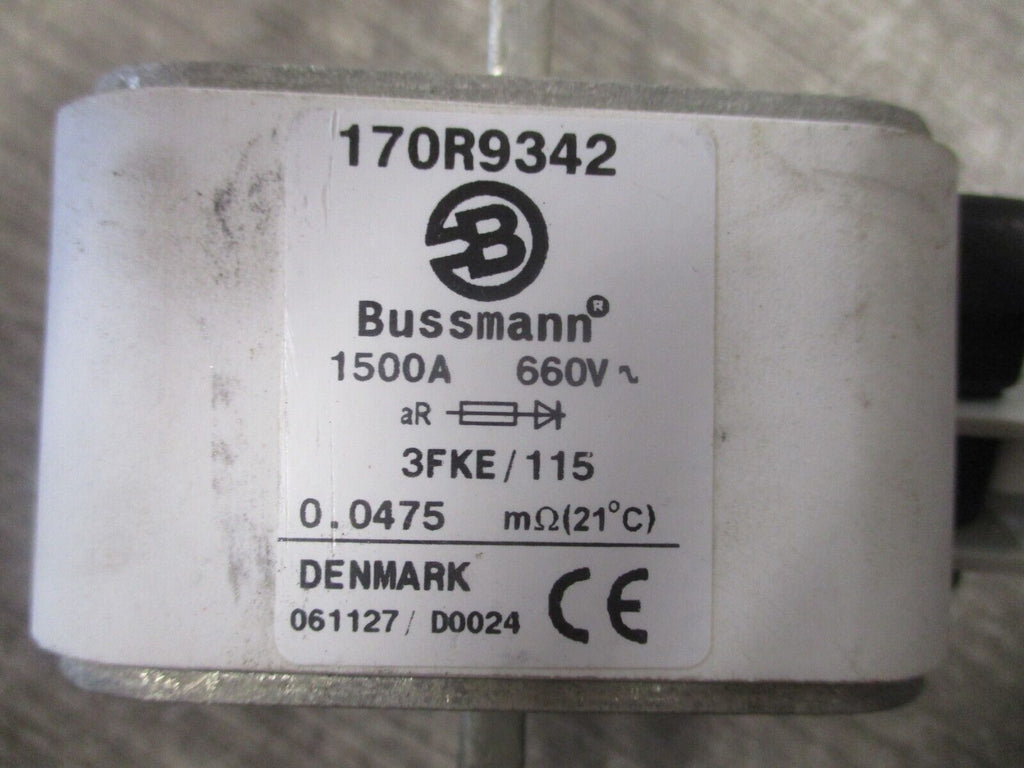 170R9342
B
Bussmann®
1500A 660V~
aR
3FKE/115
0.0475 mΩ(21°C)
DENMARK
061127/ D0024 CE